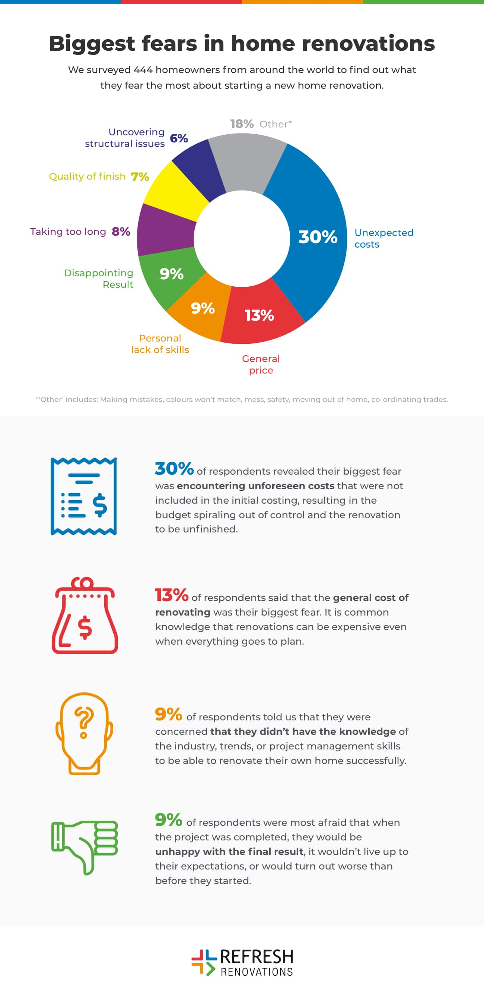 Biggest fears in home renovations
We surveyed 444 homeowners from around the world to find out what
they fear the most about starting a new home renovation.
18% Other*
Uncovering
structural issues 6%
Quality of finish 7%
Taking too long 8%
30% Unexpected
costs
Disappointing
Result
9%
9%
13%
Personal
lack of skills
General
price
*'Other' includes: Making mistakes, colours won't match, mess, safety, moving out of home, co-ordinating trades.
30% of respondents revealed their biggest fear
was encountering unforeseen costs that were not
included in the initial costing, resulting in the
budget spiraling out of control and the renovation
to be unfinished.
$
13% of respondents said that the general cost of
renovating was their biggest fear. It is common
knowledge that renovations can be expensive even
when everything goes to plan.
$
9% of respondents told us that they were
concerned that they didn't have the knowledge of
the industry, trends, or project management skills
to be able to renovate their own home successfully.
?
9% of respondents were most afraid that when
the project was completed, they would be
unhappy with the final result, it wouldn't live up to
their expectations, or would turn out worse than
before they started.
REFRESH
RENOVATIONS